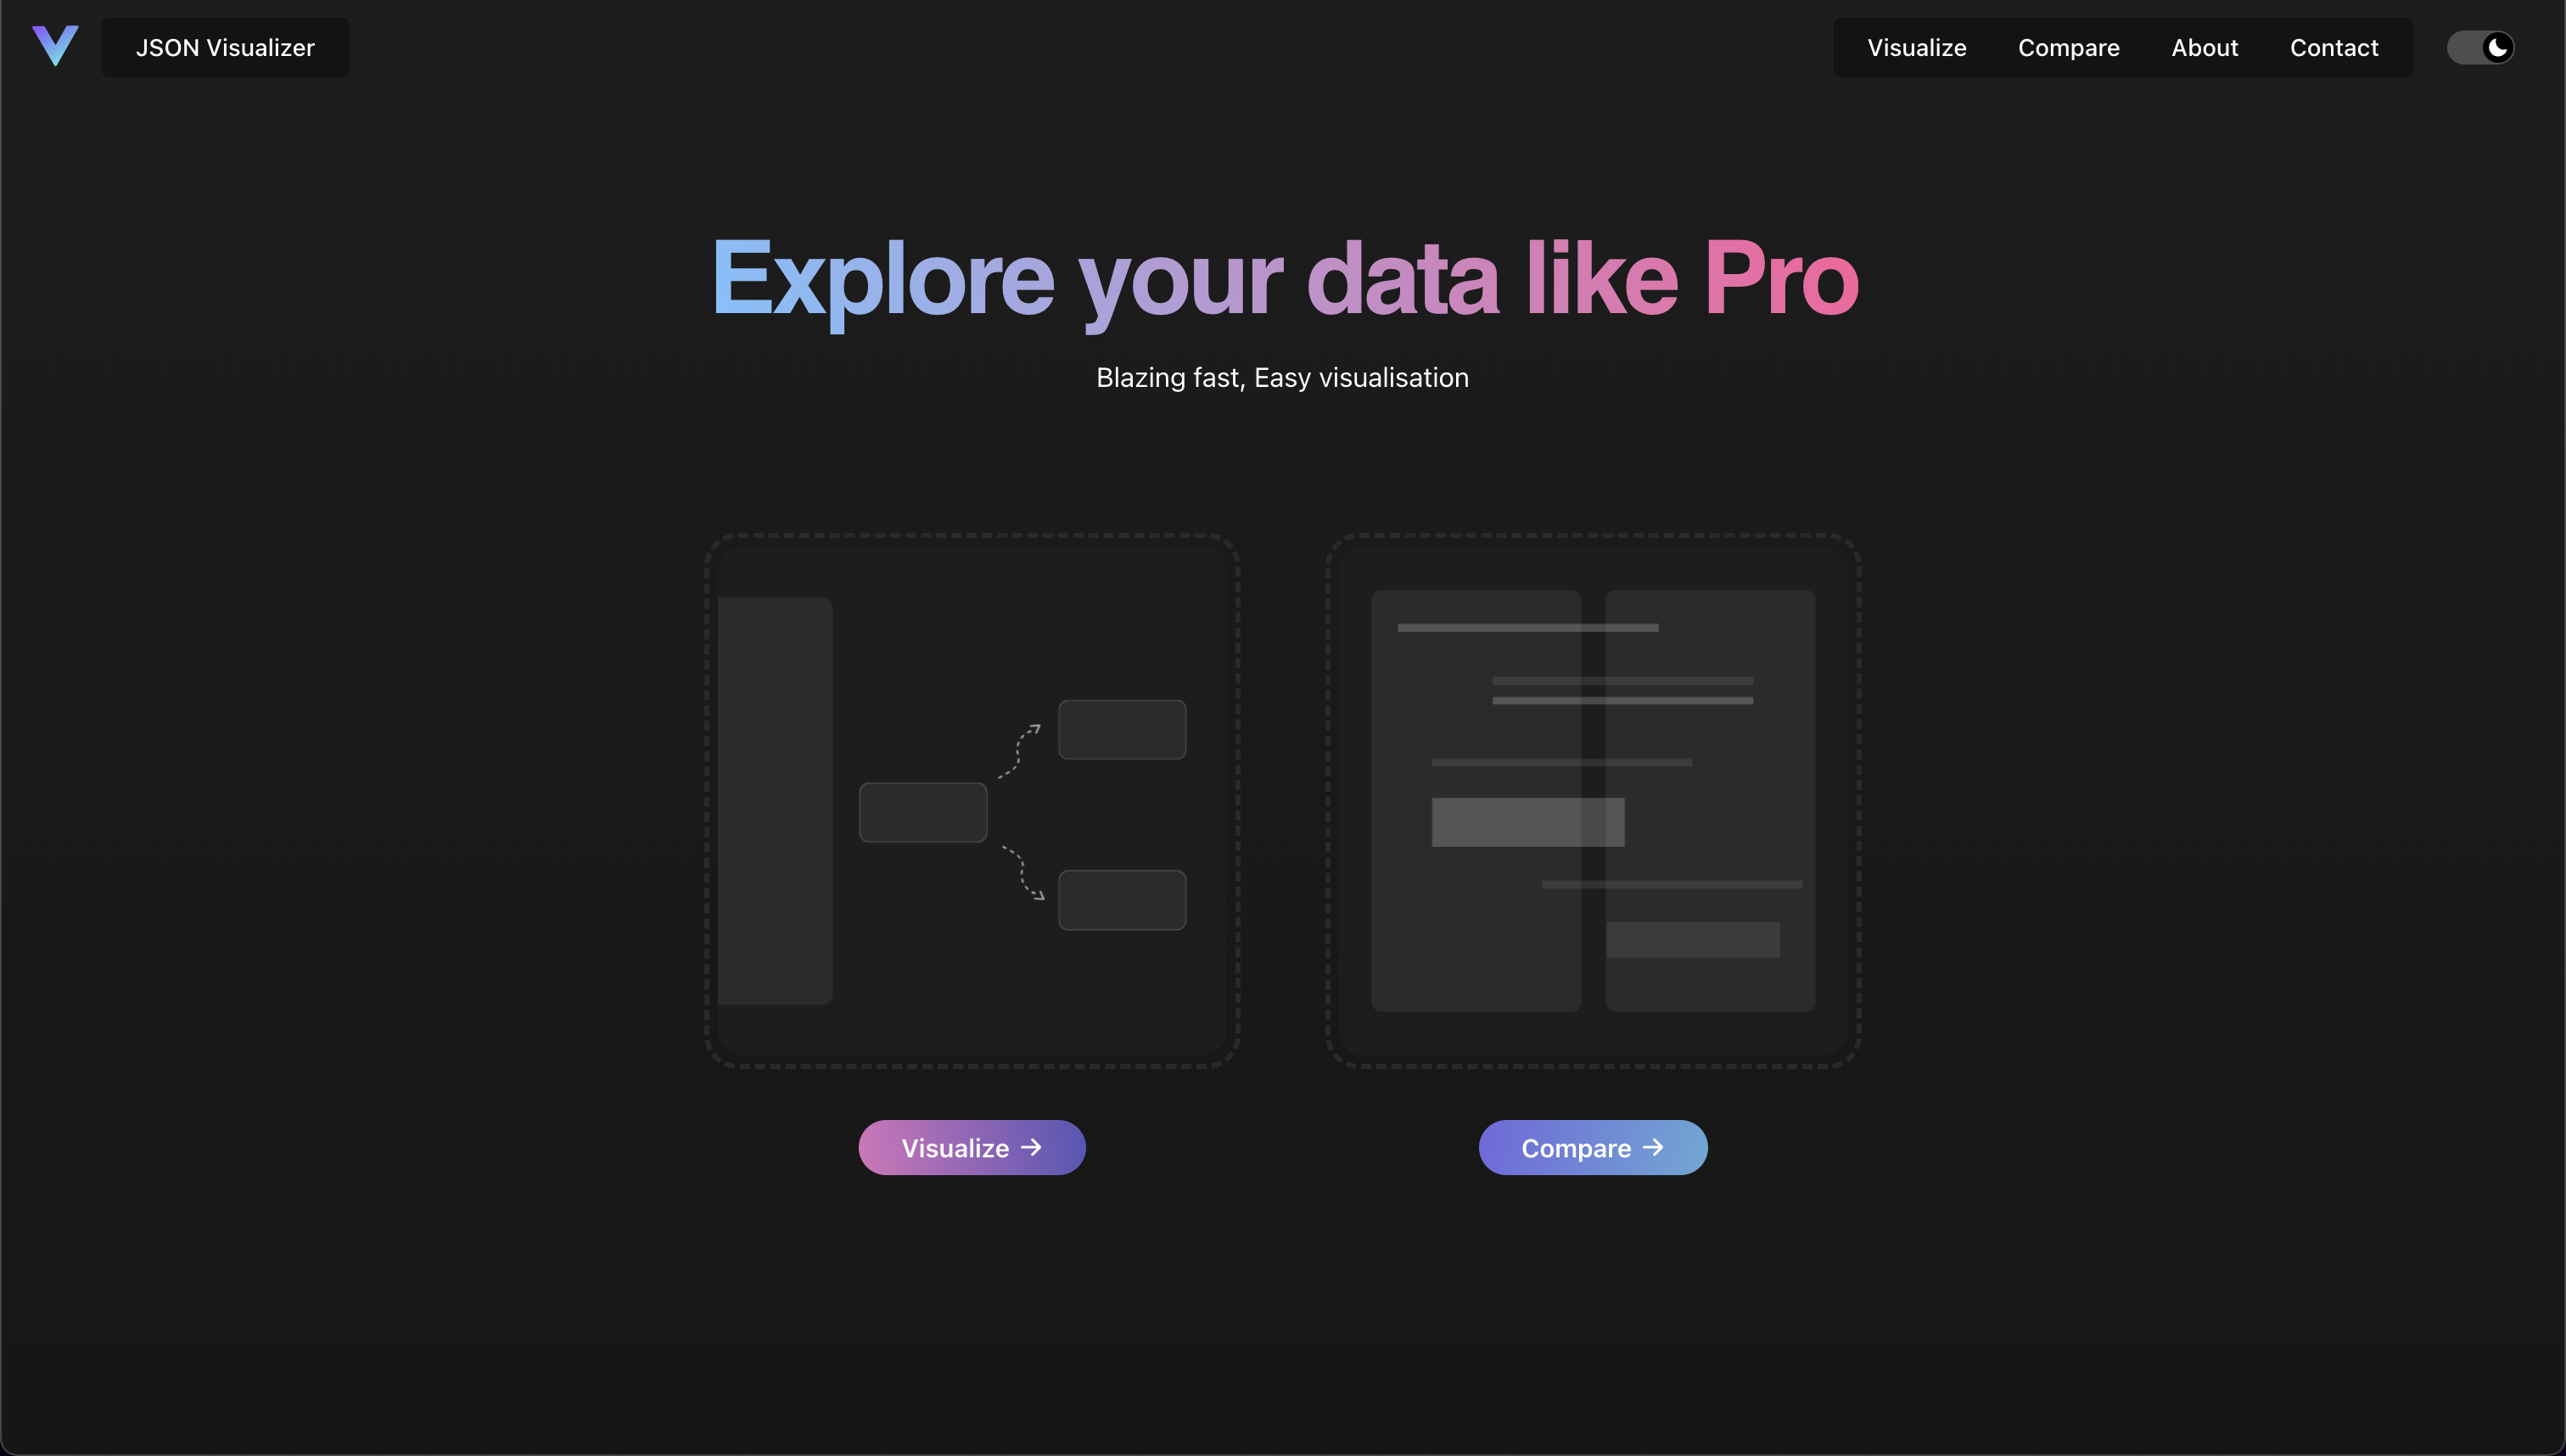 JSON Visualizer
Visualize Compare About Contact
Explore your data like Pro
Blazing fast, Easy visualisation
Visualize →
Compare →